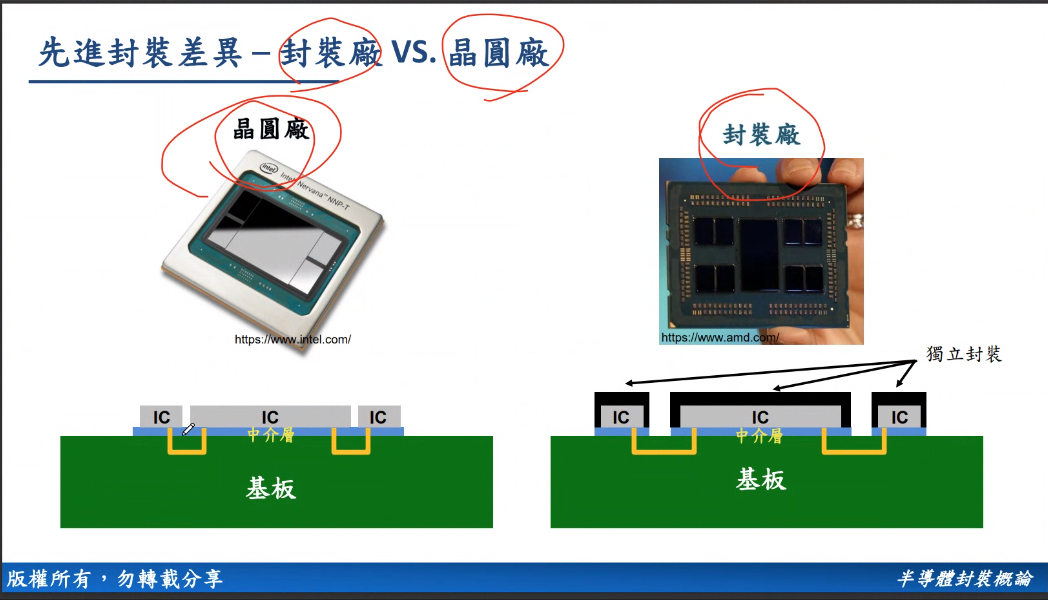 先進封裝差異 – 封裝廠 VS. 晶圓廠
晶圓廠
封裝廠
intel
Intel Nervana™ NNP-T
https://www.intel.com/
https://www.amd.com/
獨立封裝
IC
IC
IC
中介層
基板
IC
IC
IC
中介層
基板
版權所有，勿轉載分享
半導體封裝概論